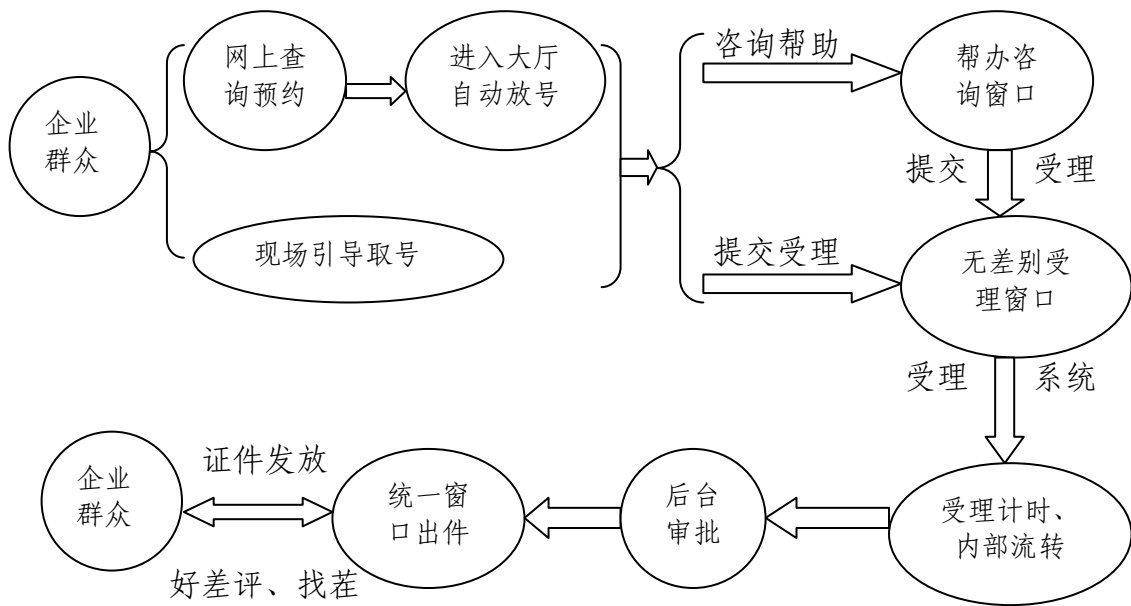 企业
群众
网上查
询预约
进入大厅
自动放号
现场引导取号
咨询帮助
提交受理
帮办咨
询窗口
提交 受理
无差别受
理窗口
受理 系统
受理计时、
内部流转
后台
审批
统一窗
口出件
证件发放
好差评、找茬
企业
群众